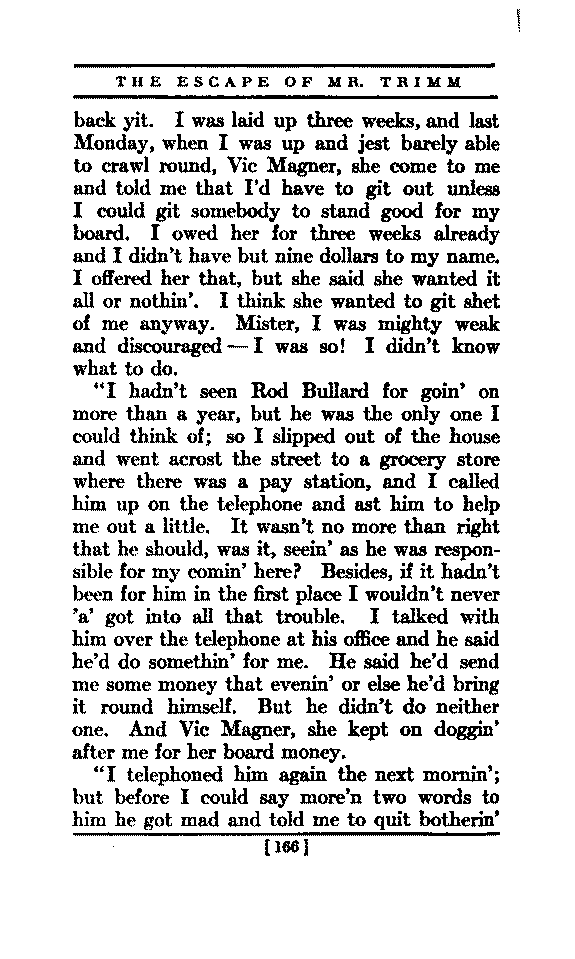 THE ESCAPE OF MR. TRIMM
back yit. I was laid up three weeks, and last
Monday, when I was up and jest barely able
to crawl round, Vic Magner, she come to me
and told me that I'd have to git out unless
I could git somebody to stand good for my
board. I owed her for three weeks already
and I didn't have but nine dollars to my name.
I offered her that, but she said she wanted it
all or nothin'. I think she wanted to git shet
of me anyway. Mister, I was mighty weak
and discouraged — I was so! I didn't know
what to do.
"I hadn't seen Rod Bullard for goin' on
more than a year, but he was the only one I
could think of; so I slipped out of the house
and went acrost the street to a grocery store
where there was a pay station, and I called
him up on the telephone and ast him to help
me out a little. It wasn't no more than right
that he should, was it, seein' as he was respon-
sible for my comin' here? Besides, if it hadn't
been for him in the first place I wouldn't never
'a' got into all that trouble. I talked with
him over the telephone at his office and he said
he'd do somethin' for me. He said he'd send
me some money that evenin' or else he'd bring
it round himself. But he didn't do neither
one. And Vic Magner, she kept on doggin'
after me for her board money.
"I telephoned him again the next mornin';
but before I could say more'n two words to
him he got mad and told me to quit botherin'
[166]